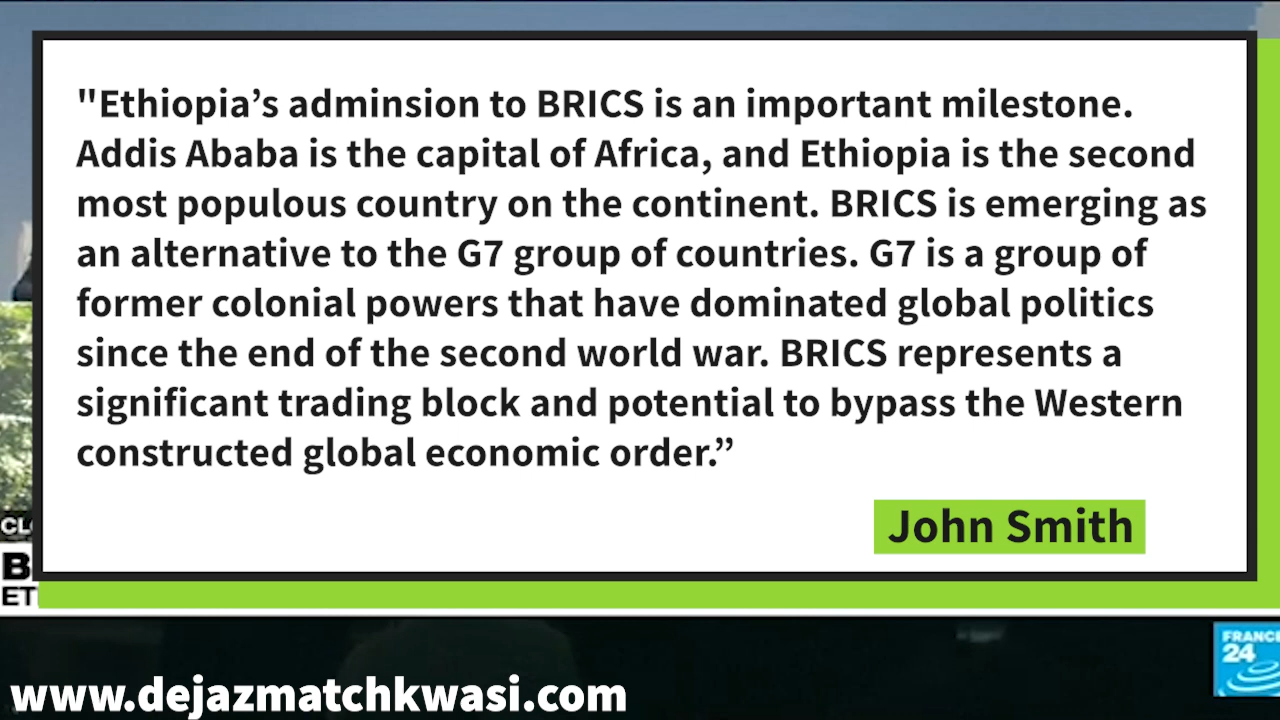 "Ethiopia’s adminsion to BRICS is an important milestone.
Addis Ababa is the capital of Africa, and Ethiopia is the second
most populous country on the continent. BRICS is emerging as
an alternative to the G7 group of countries. G7 is a group of
former colonial powers that have dominated global politics
since the end of the second world war. BRICS represents a
significant trading block and potential to bypass the Western
constructed global economic order.”
John Smith
CL
B
ET
FRANCE
24
www.dejazmatchkwasi.com